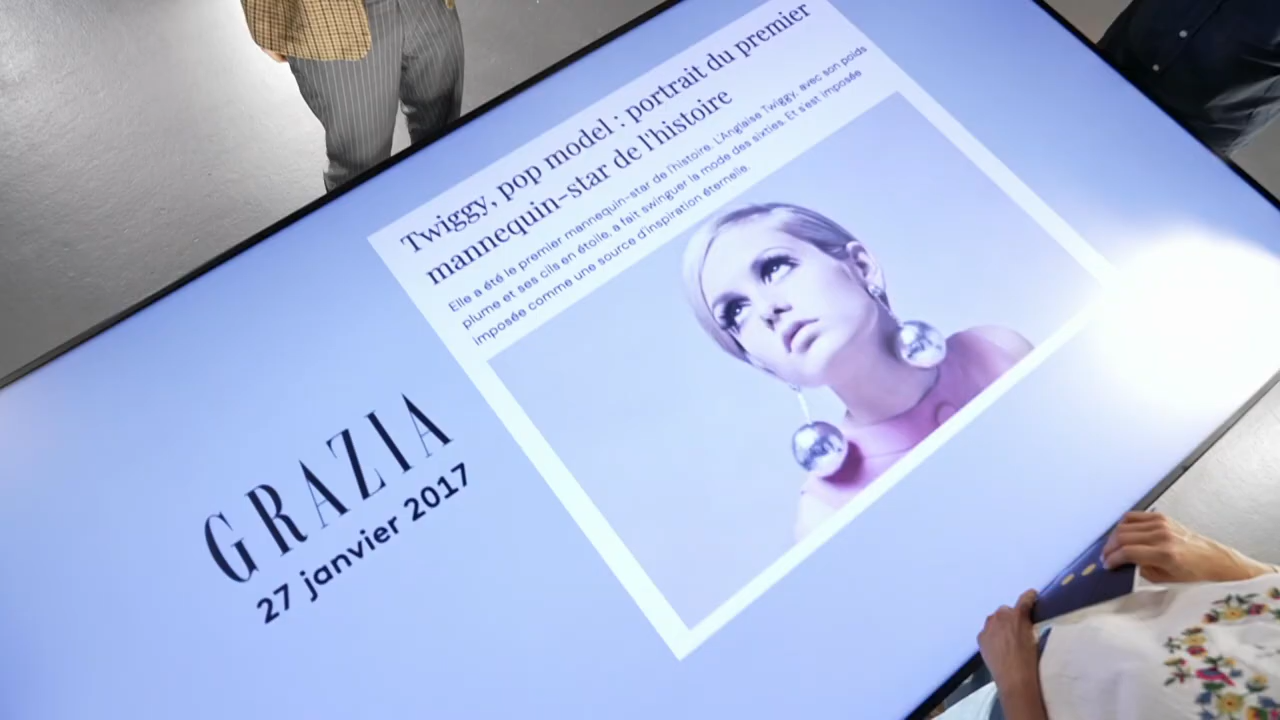 Twiggy, pop model : portrait du premier
mannequin-star de l'histoire
Elle a été le premier mannequin-star de l'histoire. L'Anglaise Twiggy, avec son poids
plume et ses cils en étoile, a fait swinguer la mode des sixties. Et s'est imposée
imposée comme une source d'inspiration éternelle.
GRAZIA
27 janvier 2017